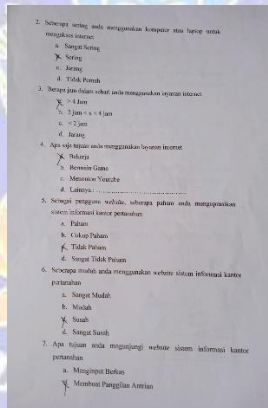 2. Seberapa sering anda menggunakan komputer atau laptop untuk
mengakses internet
a. Sangat Sering
Sering
c. Jarang
d. Tidak Pernah
3. Berapa jam dalam sehari anda menggunakan layanan internet
> 4 Jam
2 jam < x < 4 jam
c. < 2 jam
d. Jarang
4. Apa saja tujuan anda menggunakan layanan internet
Bekerja
b. Bermain Game
c. Menonton Youtube
d. Lainnya :
5. Sebagai pengguna website, seberapa paham anda mengoperasikan
sistem informasi kantor pertanahan
a. Paham
b. Cukup Paham
Tidak Paham
d. Sangat Tidak Paham
6. Seberapa mudah anda menggunakan website sistem informasi kantor
pertanahan
a. Sangat Mudah
b. Mudah
Susah
d. Sangat Susah
7. Apa tujuan anda mngunjungi website sistem informasi kantor
pertanahan
a. Menginput Berkas
Membuat Panggilan Antrian